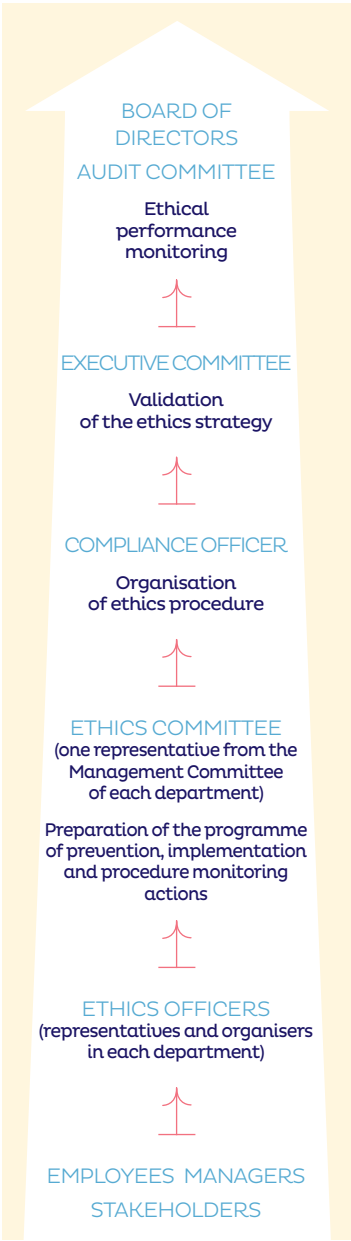 BOARD OF
DIRECTORS
AUDIT COMMITTEE
Ethical
performance
monitoring
EXECUTIVE COMMITTEE
Validation
of the ethics strategy
COMPLIANCE OFFICER
Organisation
of ethics procedure
ETHICS COMMITTEE
(one representative from the
Management Committee
of each department)
Preparation of the programme
of prevention, implementation
and procedure monitoring
actions
ETHICS OFFICERS
(representatives and organisers
in each department)
EMPLOYEES MANAGERS
STAKEHOLDERS